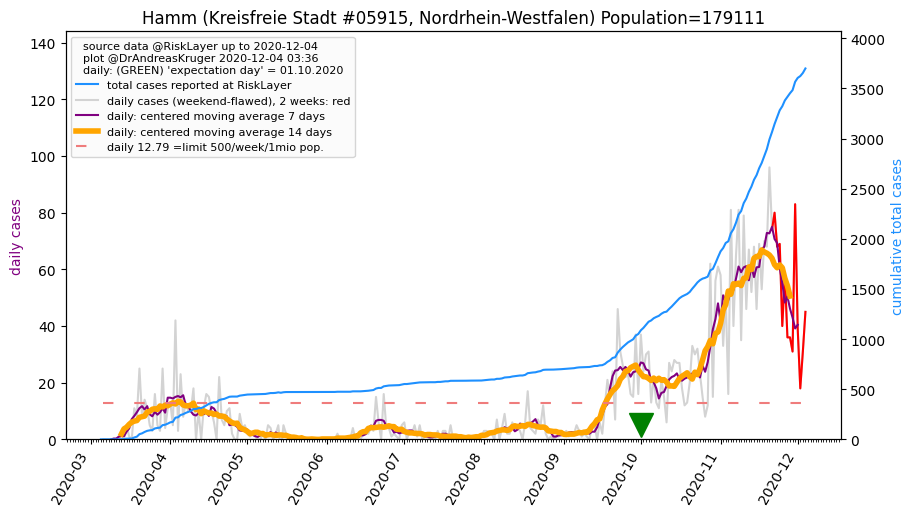 Hamm (Kreisfreie Stadt #05915, Nordrhein-Westfalen) Population=179111
source data @RiskLayer up to 2020-12-04
plot @DrAndreasKruger 2020-12-04 03:36
daily: (GREEN) 'expectation day' = 01.10.2020
total cases reported at RiskLayer
daily cases (weekend-flawed), 2 weeks: red
daily: centered moving average 7 days
daily: centered moving average 14 days
daily 12.79 =limit 500/week/1mio pop.
daily cases
140
120
100
80
60
40
20
0
cumulative total cases
4000
3500
3000
2500
2000
1500
1000
500
0
2020-03
2020-04
2020-05
2020-06
2020-07
2020-08
2020-09
2020-10
2020-11
2020-12